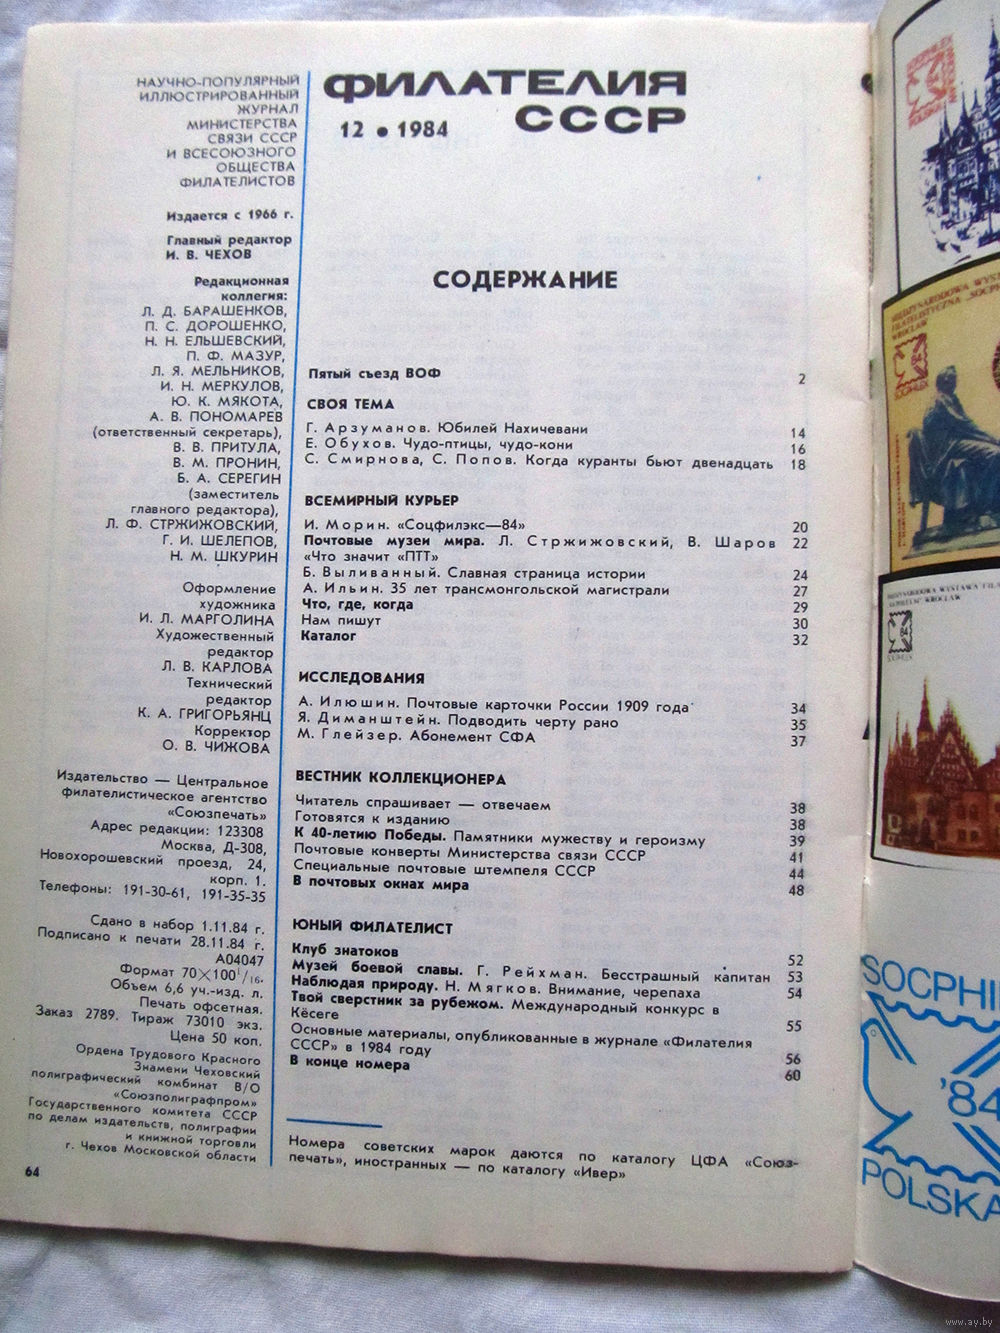 НАУЧНО-ПОПУЛЯРНЫЙ
ИЛЛЮСТРИРОВАННЫЙ
ЖУРНАЛ
МИНИСТЕРСТВА
СВЯЗИ СССР
И ВСЕСОЮЗНОГО
ОБЩЕСТВА
ФИЛАТЕЛИСТОВ
Издается с 1966 г.
Главный редактор
И. В. ЧЕХОВ
Редакционная
коллегия:
Л. Д. БАРАШЕНКОВ,
П. С. ДОРОШЕНКО,
Н. Н. ЕЛЬШЕВСКИЙ,
П. Ф. МАЗУР,
Л. Я. МЕЛЬНИКОВ,
И. Н. МЕРКУЛОВ,
Ю. К. МЯКОТА,
А. В. ПОНОМАРЕВ
(ответственный секретарь),
В. В. ПРИТУЛА,
В. М. ПРОНИН,
Б. А. СЕРЕГИН
(заместитель
главного редактора),
Л. Ф. СТРЖИЖОВСКИЙ,
Г. И. ШЕЛЕПОВ,
Н. М. ШКУРИН
Оформление
художника
И. Л. МАРГОЛИНА
Художественный
редактор
Л. В. КАРЛОВА
Технический
редактор
К. А. ГРИГОРЬЯНЦ
Корректор
О. В. ЧИЖОВА
Издательство — Центральное
филателистическое агентство
«Союзпечать»
Адрес редакции: 123308
Москва, Д-308,
Новохорошевский проезд, 24,
корп. 1.
Телефоны: 191-30-61, 191-35-35
Сдано в набор 1.11.84 г.
Подписано к печати 28.11.84 г.
А04047
Формат 70×100 1/16.
Объем 6,6 уч.-изд. л.
Печать офсетная.
Заказ 2789. Тираж 73010 экз.
Цена 50 коп.
Ордена Трудового Красного
Знамени Чеховский
полиграфический комбинат В/О
«Союзполиграфпром»
Государственного комитета СССР
по делам издательств, полиграфии
и книжной торговли
г. Чехов Московской области
64
ФИЛАТЕЛИЯ
СССР
12 • 1984
СОДЕРЖАНИЕ
Пятый съезд ВОФ 2
СВОЯ ТЕМА
Г. Арзуманов. Юбилей Нахичевани 14
Е. Обухов. Чудо-птицы, чудо-кони 16
С. Смирнова, С. Попов. Когда куранты бьют двенадцать 18
ВСЕМИРНЫЙ КУРЬЕР
И. Морин. «Соцфилэкс—84» 20
Почтовые музеи мира. Л. Стржижовский, В. Шаров 22
«Что значит «ПТТ»
Б. Выливанный. Славная страница истории 24
А. Ильин. 35 лет трансмонгольской магистрали 27
Что, где, когда 29
Нам пишут 30
Каталог 32
ИССЛЕДОВАНИЯ
А. Илюшин. Почтовые карточки России 1909 года 34
Я. Диманштейн. Подводить черту рано 35
М. Глейзер. Абонемент СФА 37
ВЕСТНИК КОЛЛЕКЦИОНЕРА
Читатель спрашивает — отвечаем 38
Готовятся к изданию 38
К 40-летию Победы. Памятники мужеству и героизму 39
Почтовые конверты Министерства связи СССР 41
Специальные почтовые штемпеля СССР 44
В почтовых окнах мира 48
ЮНЫЙ ФИЛАТЕЛИСТ
Клуб знатоков 52
Музей боевой славы. Г. Рейхман. Бесстрашный капитан 53
Наблюдая природу. Н. Мягков. Внимание, черепаха 54
Твой сверстник за рубежом. Международный конкурс в
Кёсеге 55
Основные материалы, опубликованные в журнале «Филателия
СССР» в 1984 году 56
В конце номера 60
Номера советских марок даются по каталогу ЦФА «Союз-
печать», иностранных — по каталогу «Ивер»
SOCPHILEX
84
POLSKA
WROCŁAW
84
SOCPHILEX
84
SOCPHI
'84
POLSKA
www.ay.by